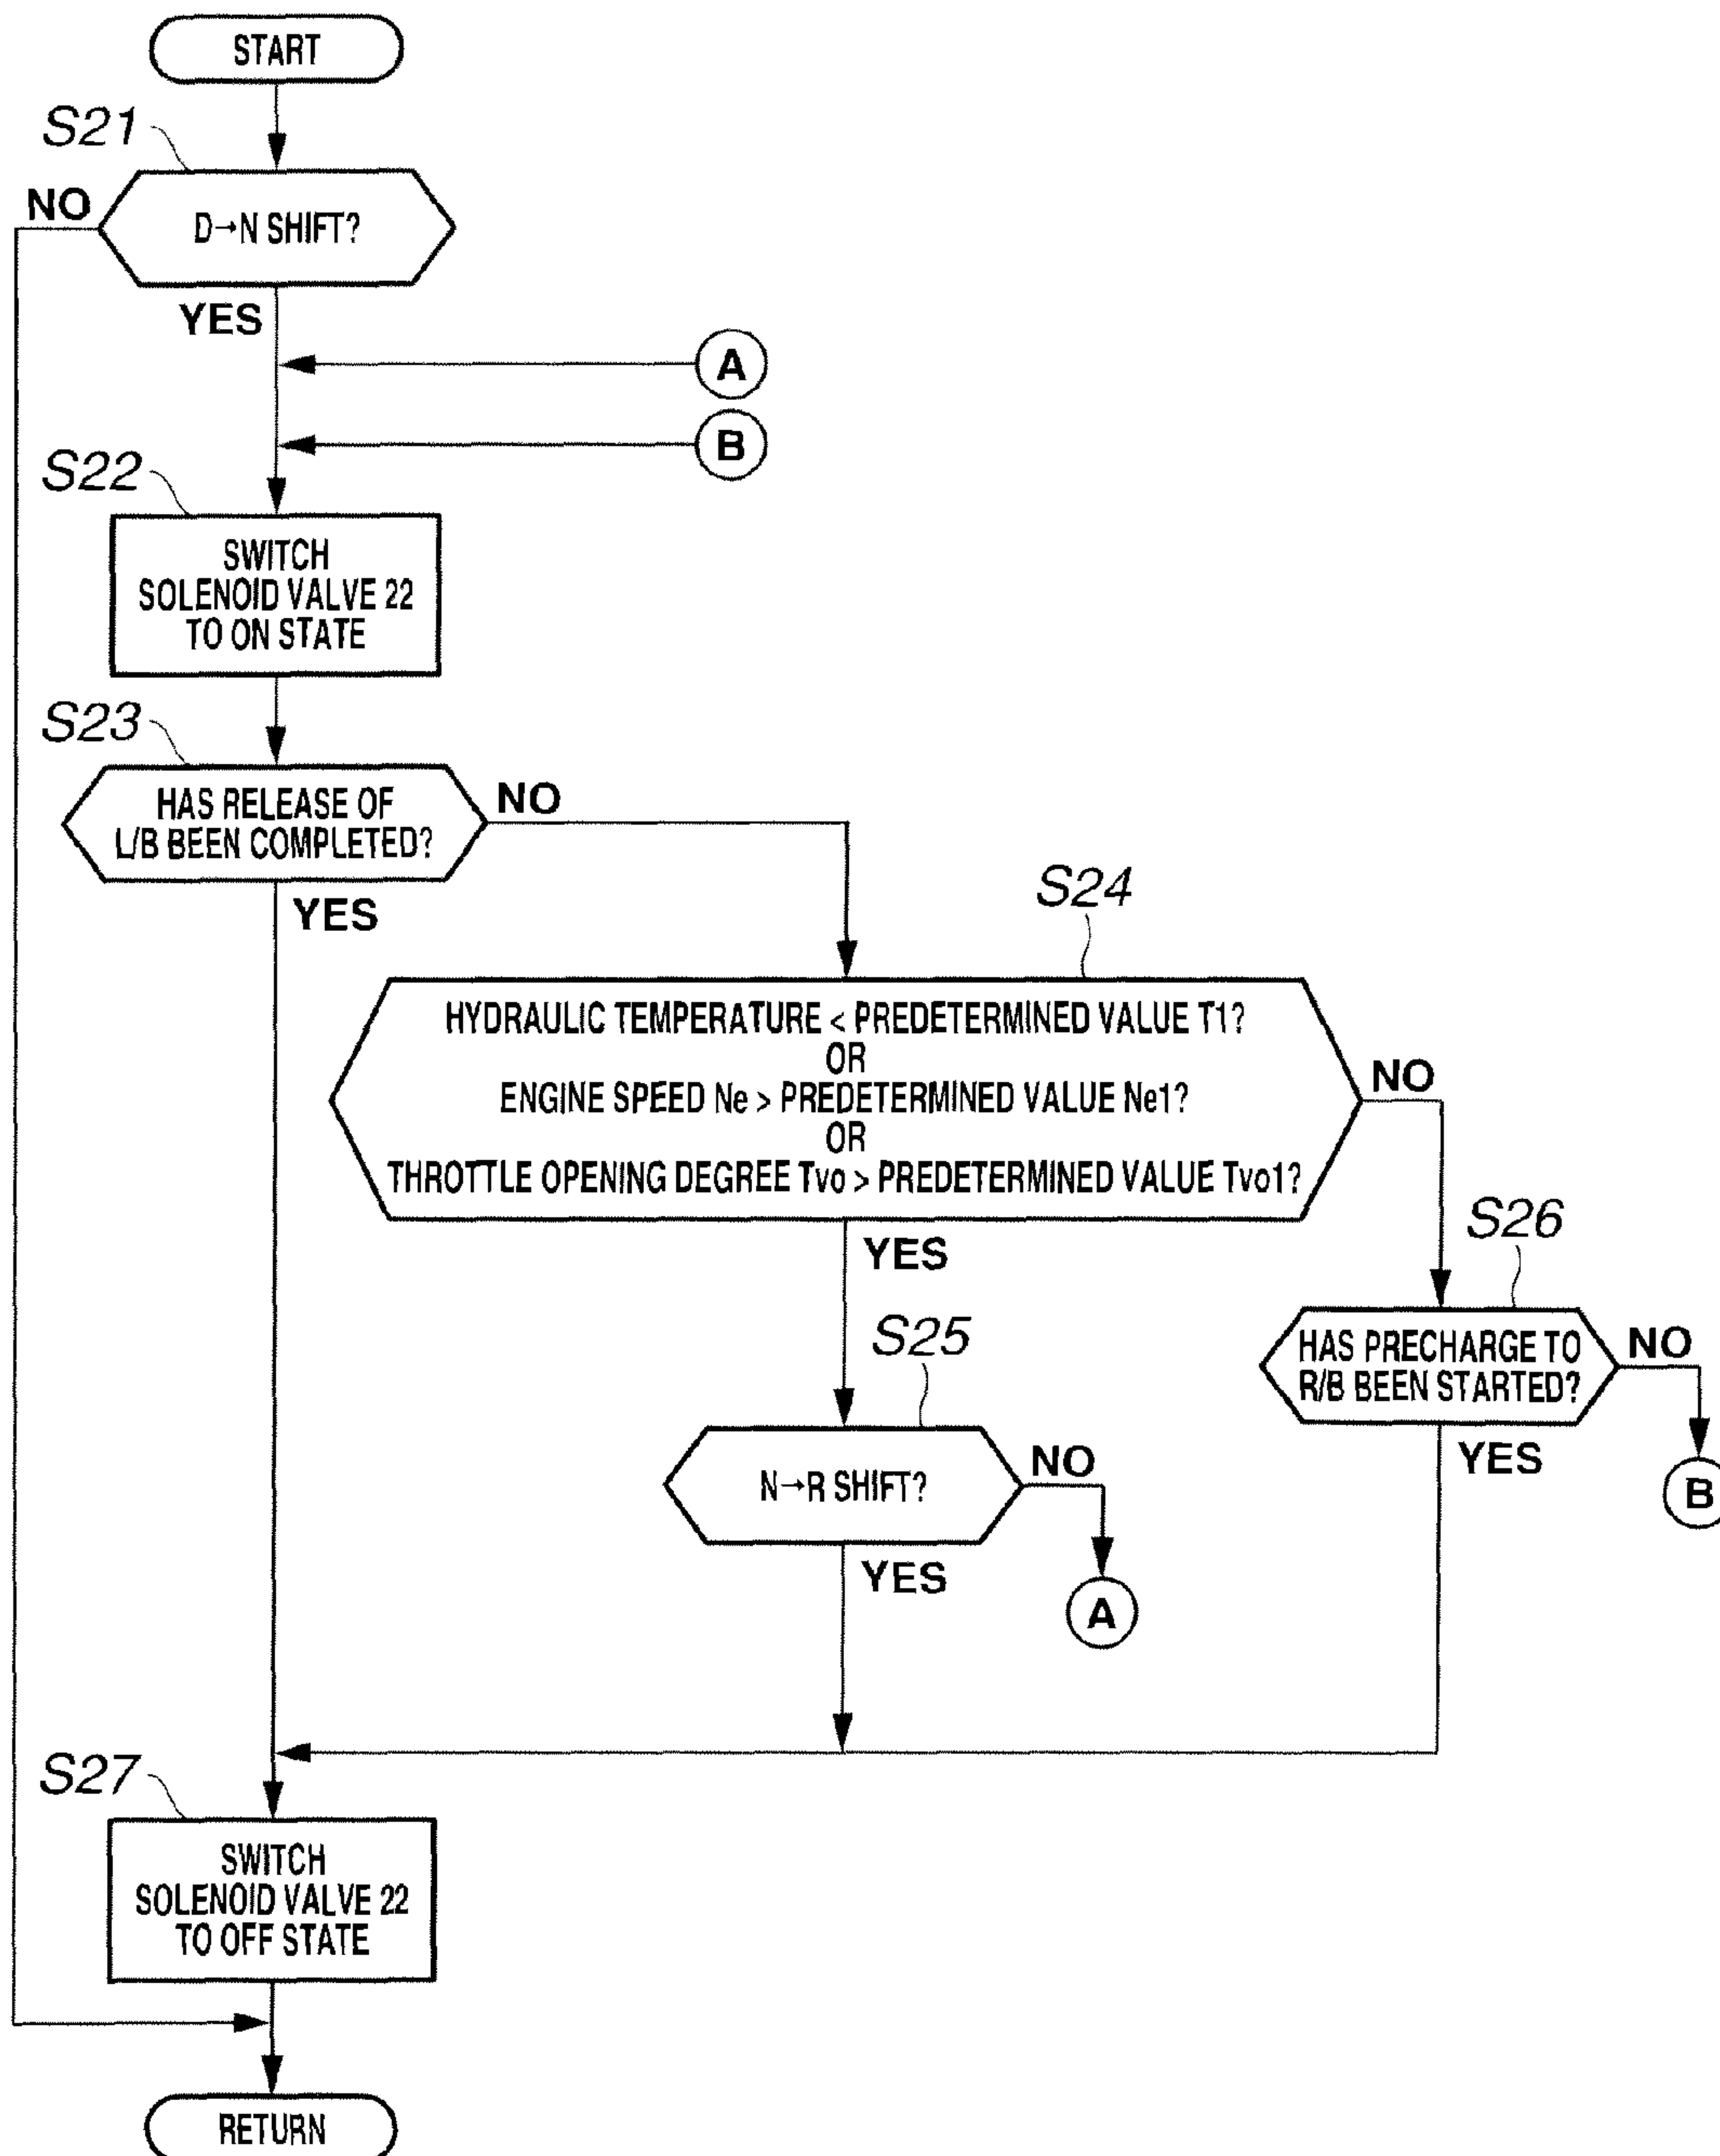 START
S21
NO
D→N SHIFT?
YES
A
B
S22
SWITCH
SOLENOID VALVE 22
TO ON STATE
S23
HAS RELEASE OF
L/B BEEN COMPLETED?
NO
YES
S24
HYDRAULIC TEMPERATURE < PREDETERMINED VALUE T1?
OR
ENGINE SPEED Ne > PREDETERMINED VALUE Ne1?
OR
THROTTLE OPENING DEGREE Tvo > PREDETERMINED VALUE Tvo1?
NO
YES
S26
HAS PRECHARGE TO
R/B BEEN STARTED?
NO
YES
B
S25
N→R SHIFT?
NO
YES
A
S27
SWITCH
SOLENOID VALVE 22
TO OFF STATE
RETURN